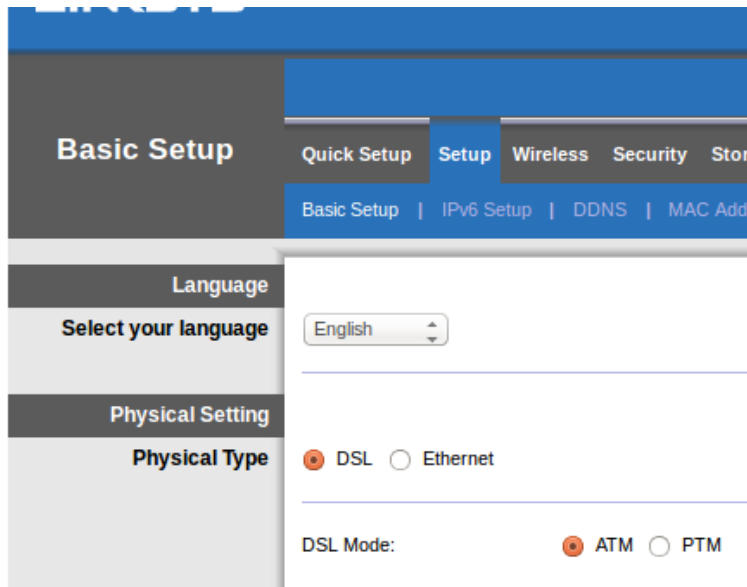 Basic Setup
Quick Setup Setup Wireless Security
Basic Setup | IPv6 Setup | DDNS | MAC
Language
Select your language English
Physical Setting
Physical Type DSL Ethernet
DSL Mode: ATM PTM